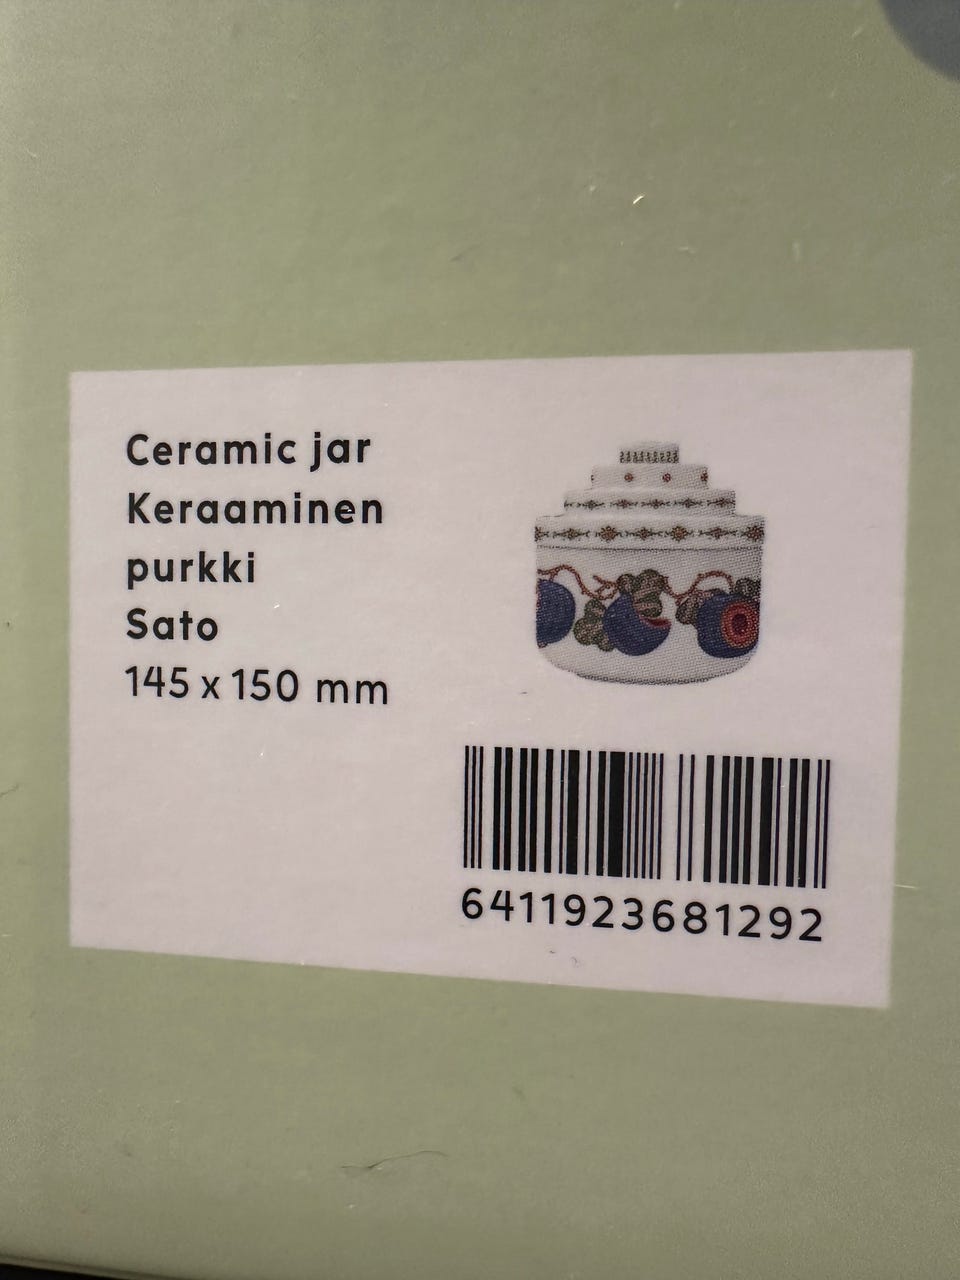 Ceramic jar
Keraaminen
purkki
Sato
145 x 150 mm
6411923681292